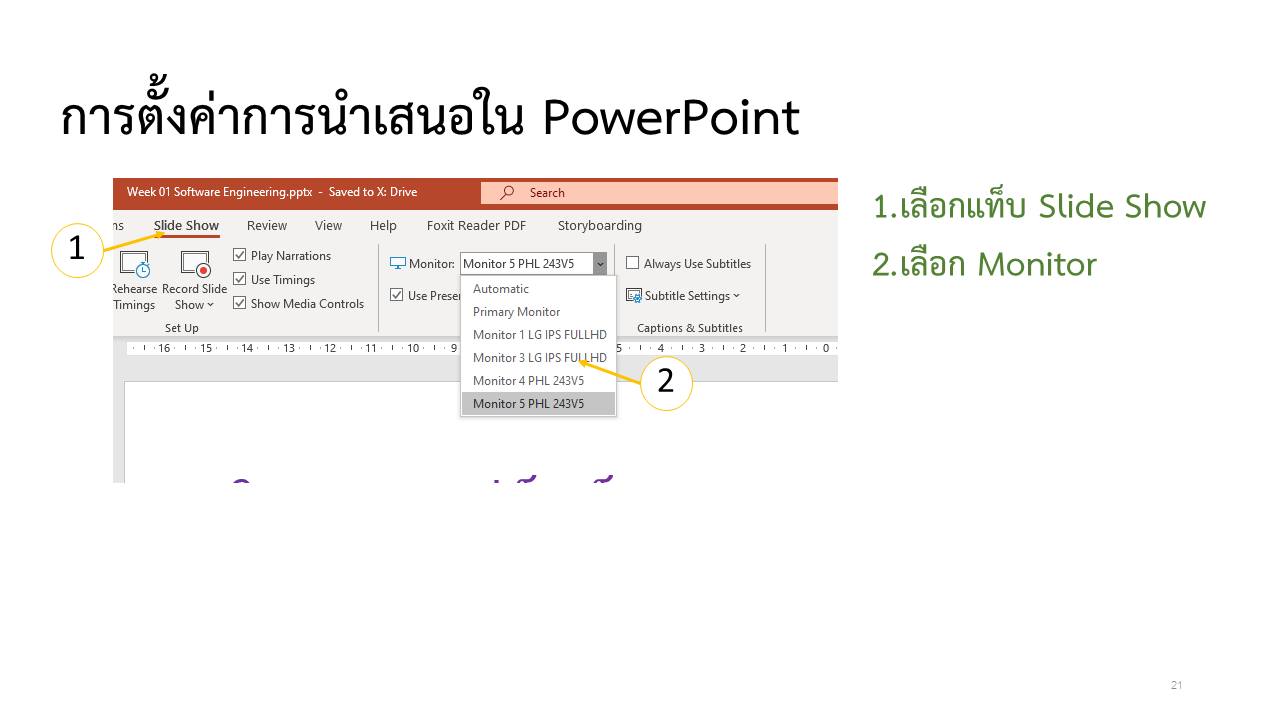 การตั้งค่าการนำเสนอใน PowerPoint
Week 01 Software Engineering.pptx - Saved to X: Drive
Search
ns Slide Show Review View Help Foxit Reader PDF Storyboarding
1
Rehearse Timings
Record Slide Show
Play Narrations
Use Timings
Show Media Controls
Set Up
Monitor: Monitor 5 PHL 243V5
Use Prese
Automatic
Primary Monitor
Monitor 1 LG IPS FULLHD
Monitor 3 LG IPS FULLHD
Monitor 4 PHL 243V5
Monitor 5 PHL 243V5
Always Use Subtitles
Subtitle Settings
Captions & Subtitles
16 15 14 13 12 11 10 9 5 4 3 2 1 0
2
1.เลือกแท็บ Slide Show
2.เลือก Monitor
21